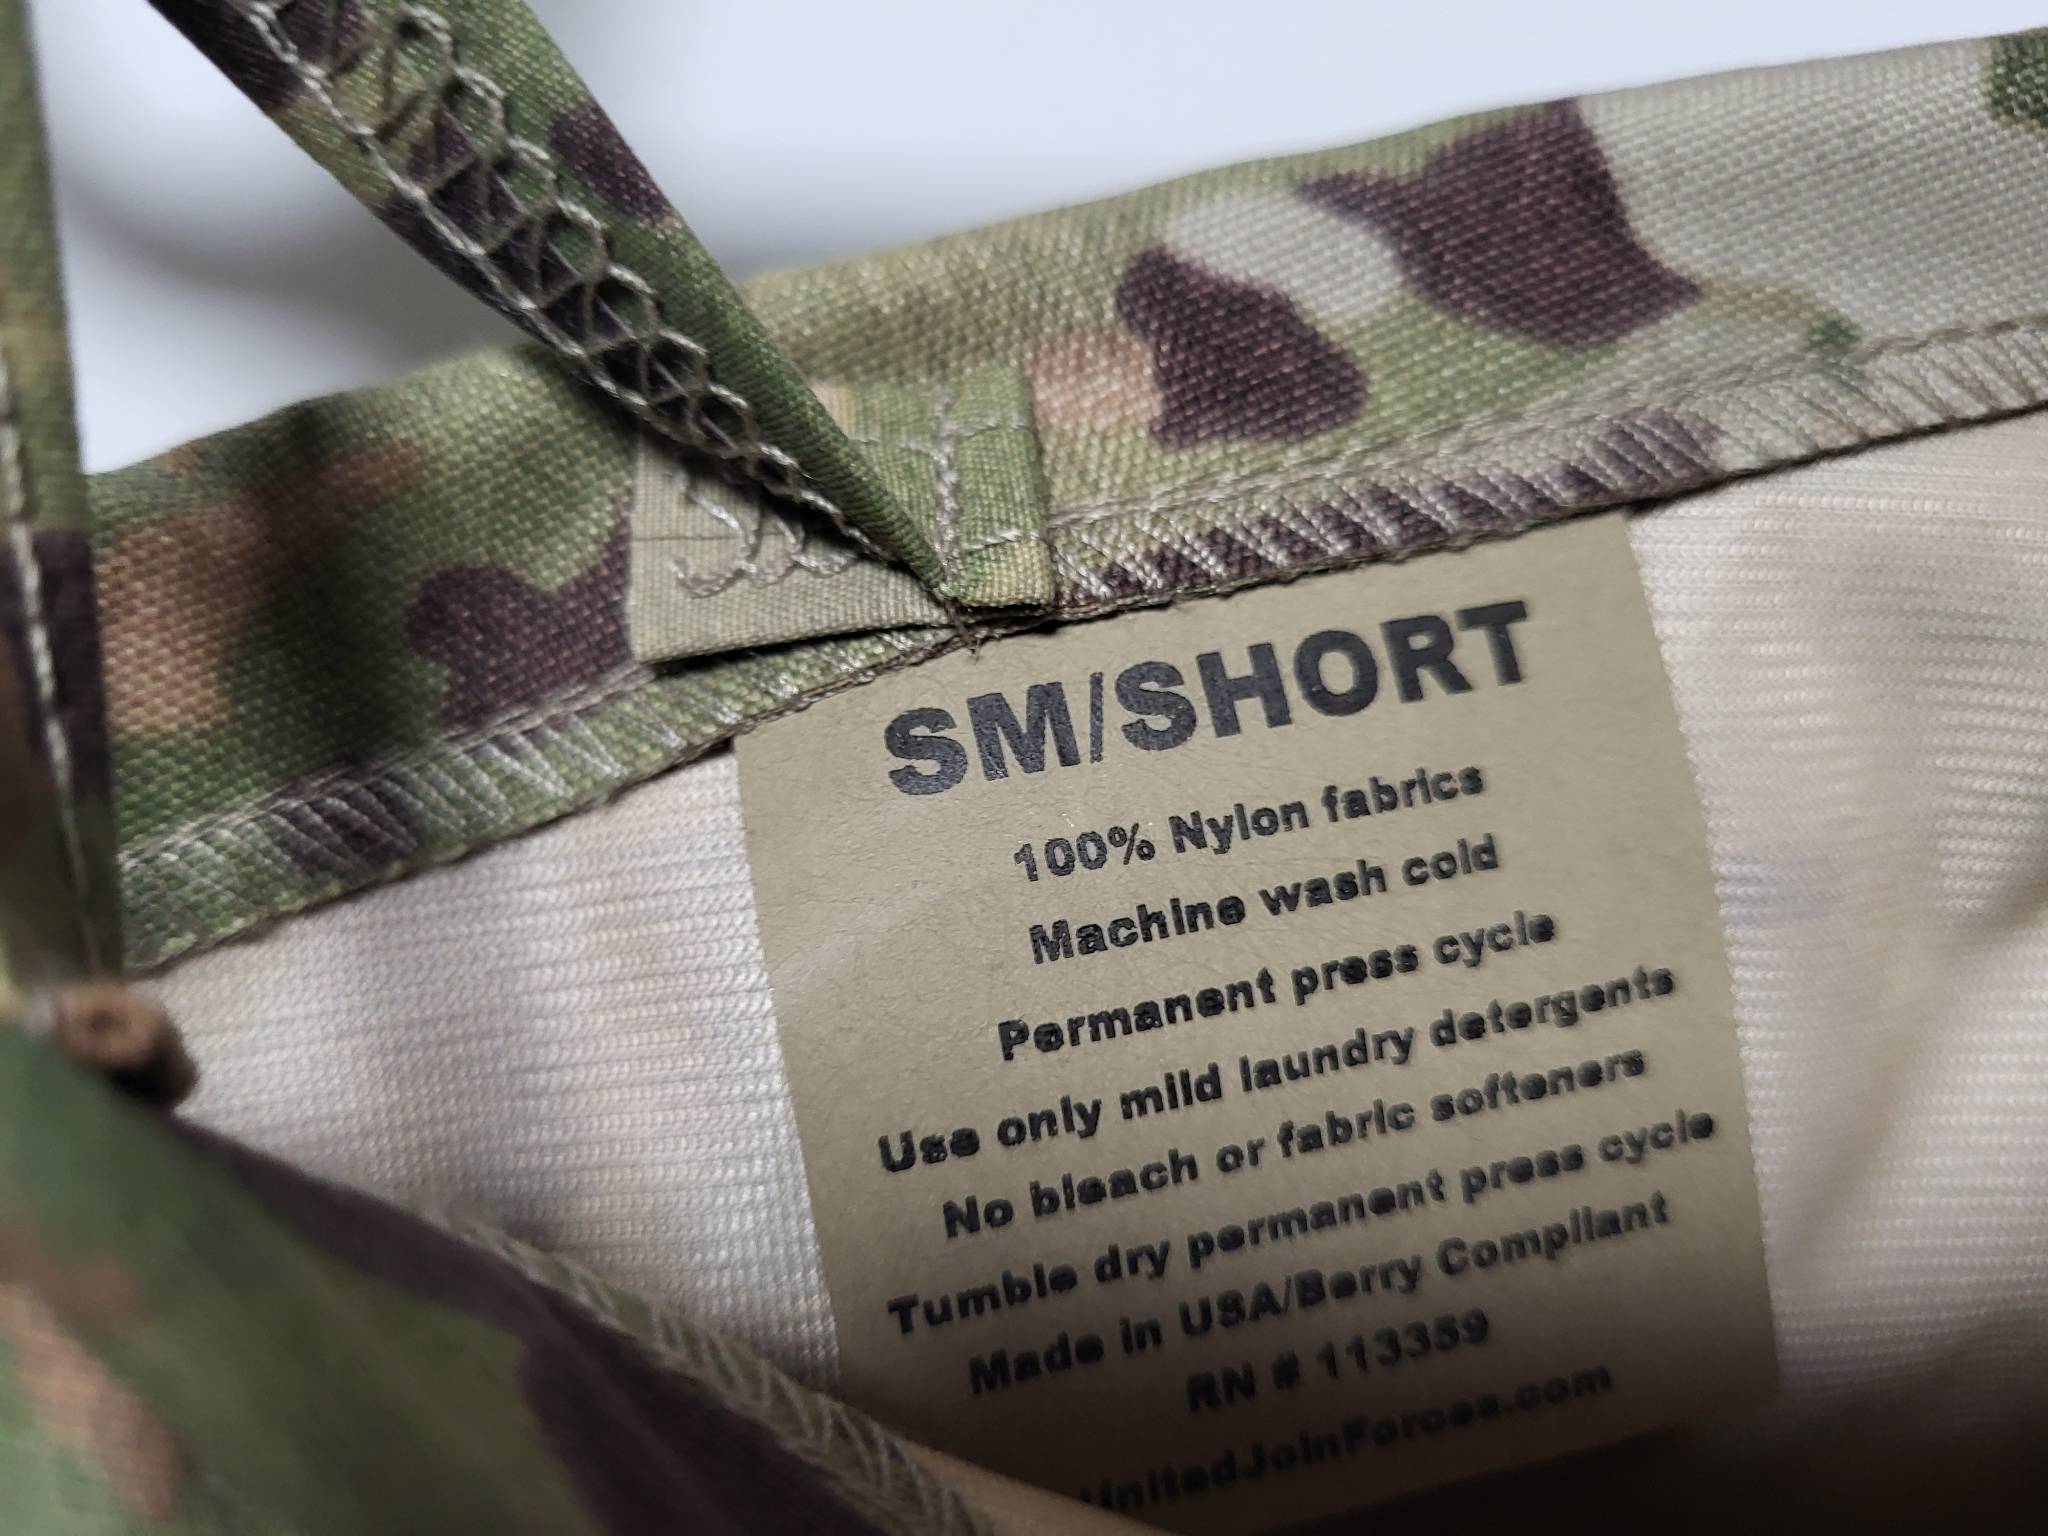 SM/SHORT
100% Nylon fabrics
Machine wash cold
Permanent press cycle
Use only mild laundry detergents
No bleach or fabric softeners
Tumble dry permanent press cycle
Made in USA/Berry Compliant
RN # 113359
UnitedJoinForces.com